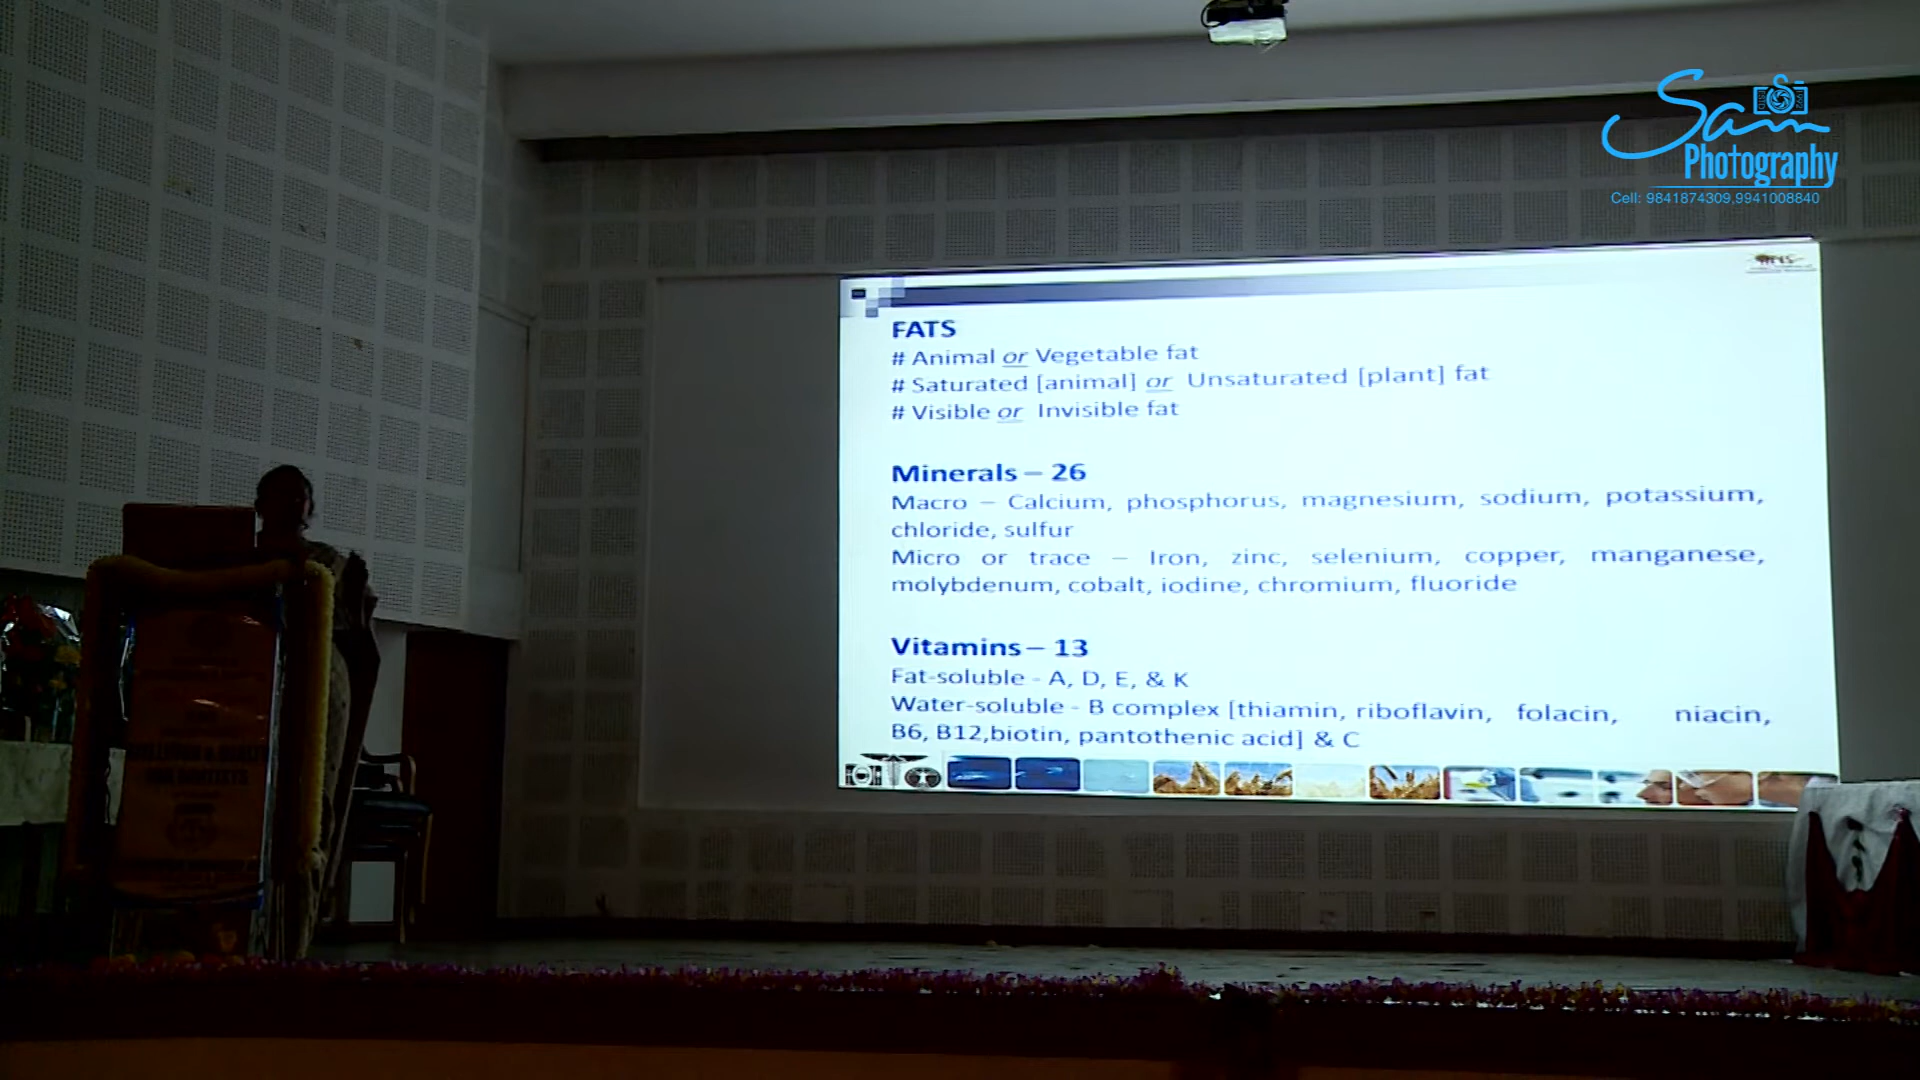 Sam
Photography
Cell: 9841874309,9941008840
FATS
# Animal or Vegetable fat
# Saturated [animal] or Unsaturated [plant] fat
# Visible or Invisible fat
Minerals – 26
Macro – Calcium, phosphorus, magnesium, sodium, potassium,
chloride, sulfur
Micro or trace – Iron, zinc, selenium, copper, manganese,
molybdenum, cobalt, iodine, chromium, fluoride
Vitamins – 13
Fat-soluble - A, D, E, & K
Water-soluble - B complex [thiamin, riboflavin, folacin, niacin,
B6, B12,biotin, pantothenic acid] & C